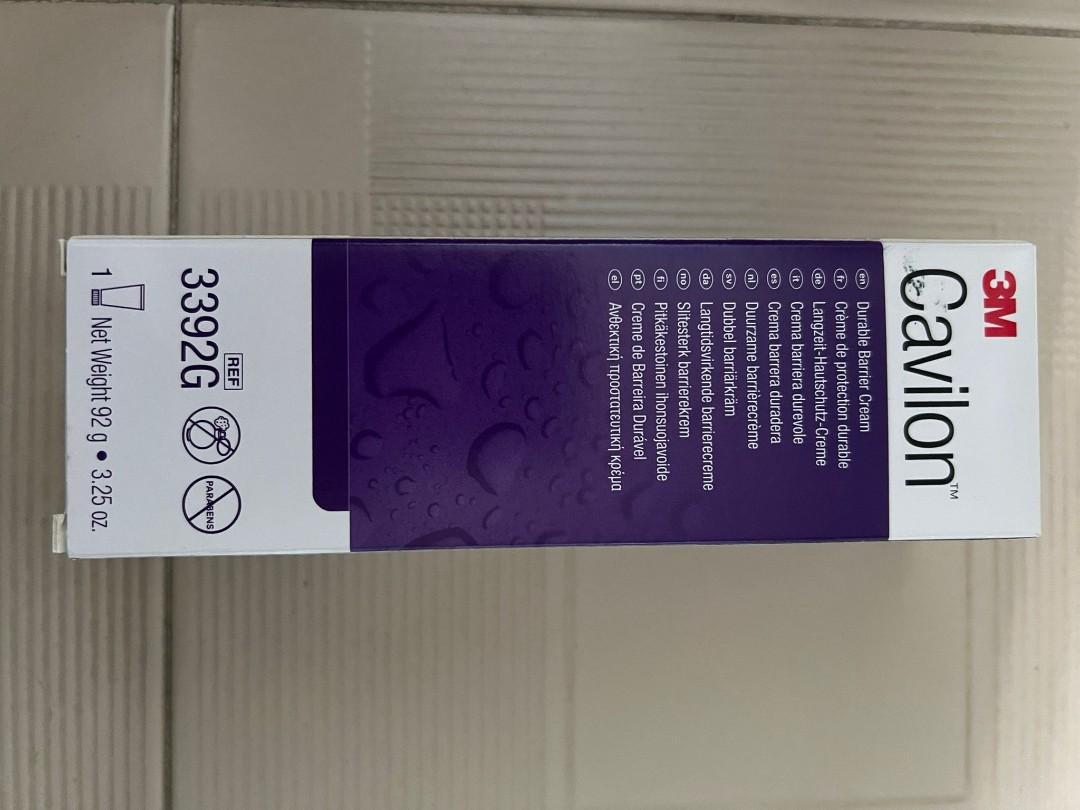 3M
Cavilon™
en Durable Barrier Cream
fr Crème de protection durable
de Langzeit-Hautschutz-Creme
it Crema barriera durevole
es Crema barrera duradera
nl Duurzame barrièrecrème
sv Dubbel barriärkräm
da Langtidsvirkende barrierecreme
no Slitesterk barrierekrem
fi Pitkäkestoinen ihonsuojavoide
pt Creme de Barreira Durável
el Ανθεκτική προστατευτική κρέμα
REF
3392G
PARABENS
1 Net Weight 92 g • 3.25 oz.